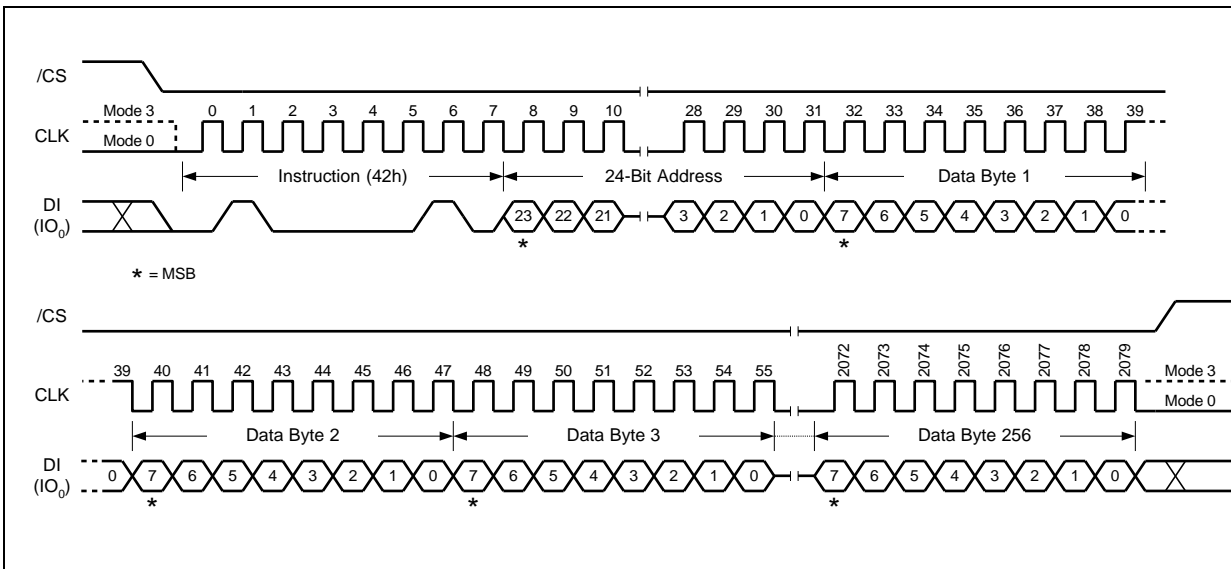 /CS
0 1 2 3 4 5 6 7 8 9 10 28 29 30 31 32 33 34 35 36 37 38 39
Mode 3
CLK
Mode 0
Instruction (42h) 24-Bit Address Data Byte 1
DI
(IO0)
23 22 21 3 2 1 0 7 6 5 4 3 2 1 0
* *
* = MSB
/CS
39 40 41 42 43 44 45 46 47 48 49 50 51 52 53 54 55 2072 2073 2074 2075 2076 2077 2078 2079
Mode 3
CLK
Mode 0
Data Byte 2 Data Byte 3 Data Byte 256
DI
(IO0)
0 7 6 5 4 3 2 1 0 7 6 5 4 3 2 1 0 7 6 5 4 3 2 1 0
* * *